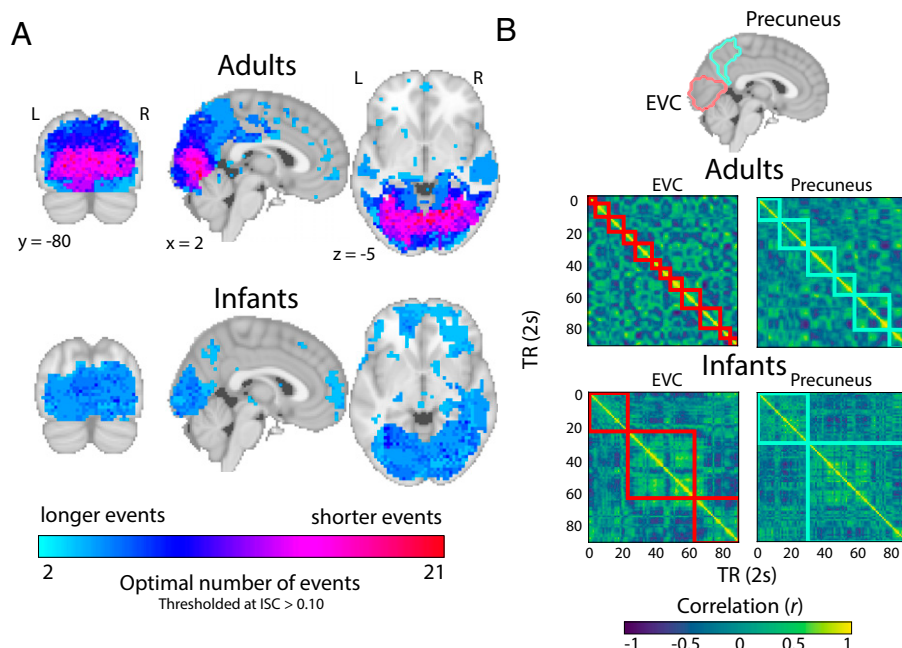 A
Adults
L
R
L
R
y = -80
x = 2
z = -5
Infants
longer events
shorter events
2
21
Optimal number of events
Thresholded at ISC > 0.10
B
Precuneus
EVC
Adults
EVC
Precuneus
0
20
40
60
80
TR (2s)
Infants
EVC
Precuneus
0
20
40
60
80
0 20 40 60 80
0 20 40 60 80
TR (2s)
Correlation (r)
-1 -0.5 0 0.5 1